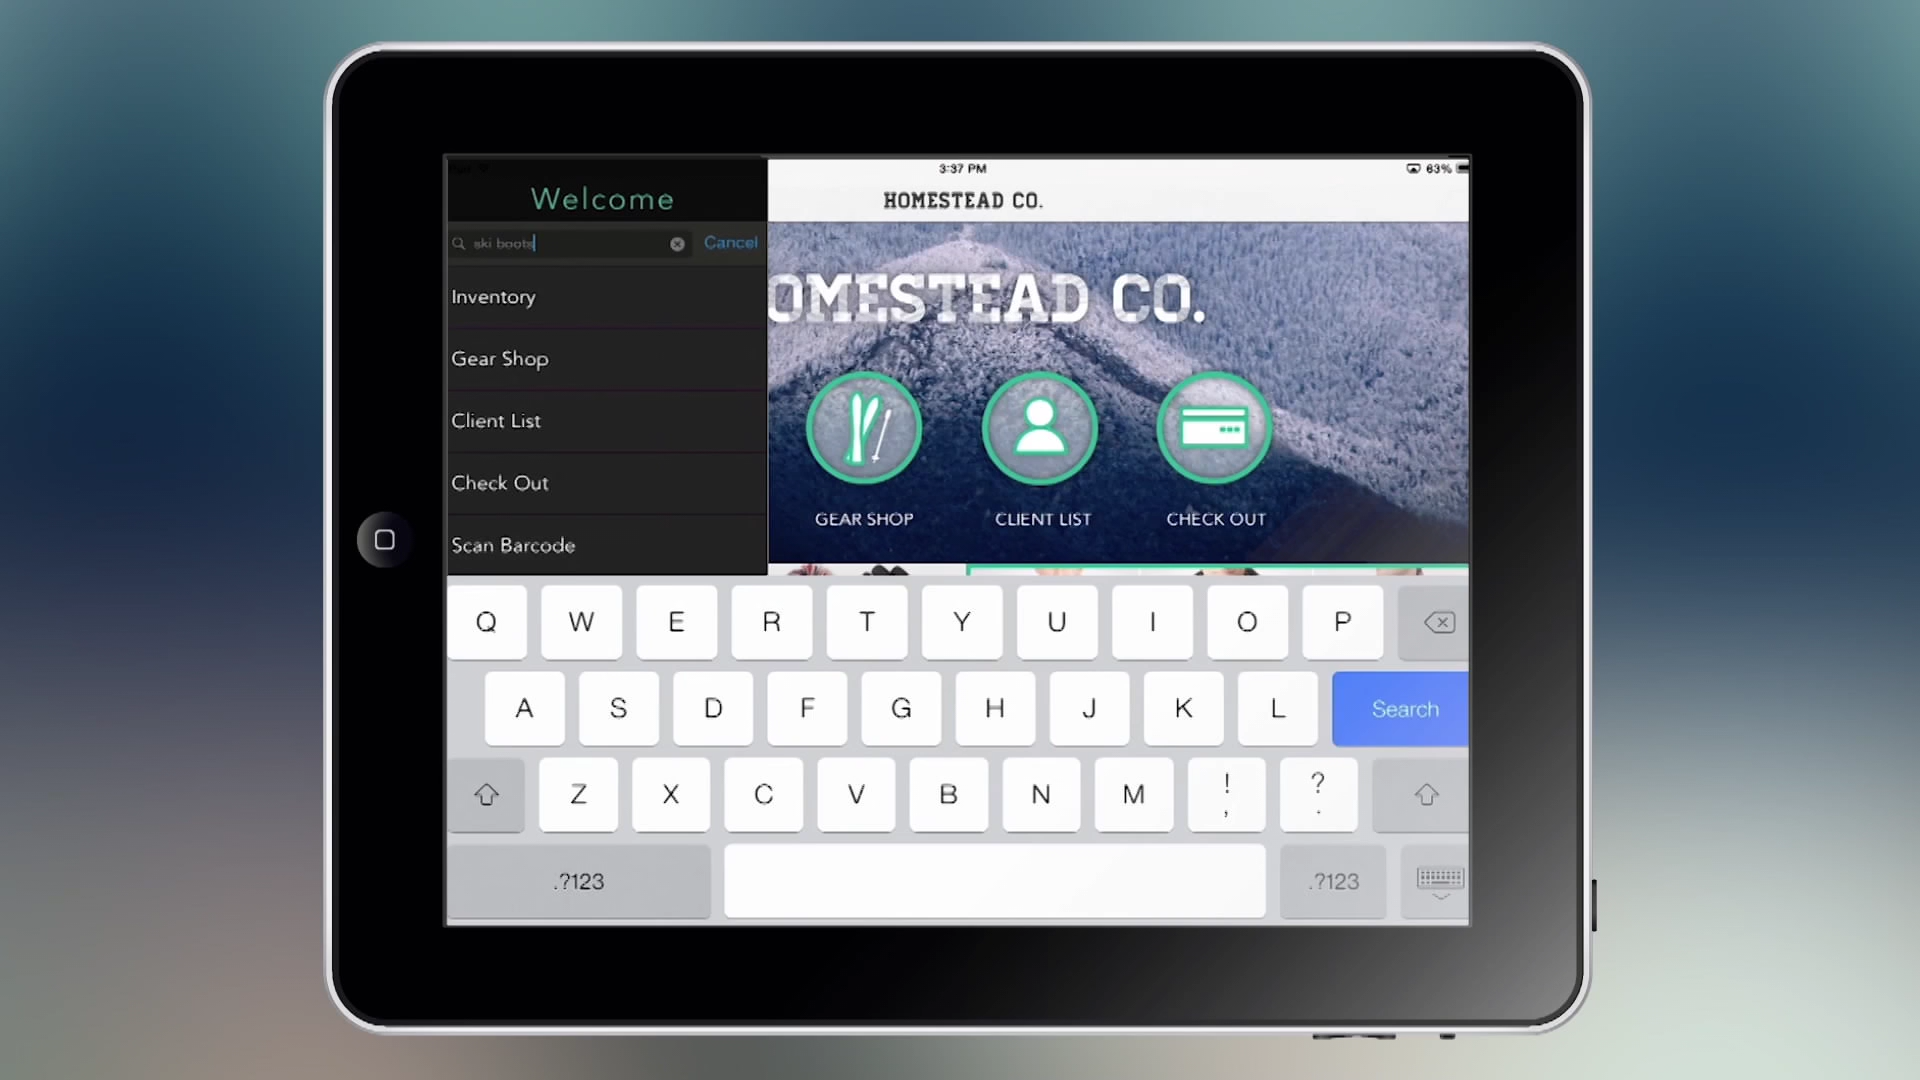 3:37 PM
63%
Welcome
HOMESTEAD CO.
ski boots
Cancel
Inventory
Gear Shop
Client List
Check Out
Scan Barcode
OMESTEAD CO.
GEAR SHOP
CLIENT LIST
CHECK OUT
Q W E R T Y U I O P
A S D F G H J K L Search
Z X C V B N M ! , ? .
.?123 .?123